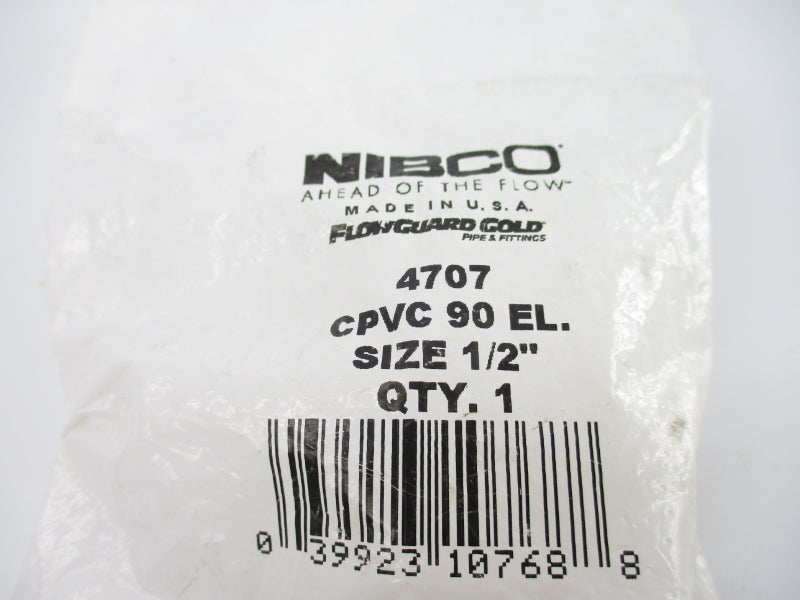 NIBCO®
AHEAD OF THE FLOW™
MADE IN U.S.A.
FLOWGUARD GOLD®
PIPE & FITTINGS
4707
CPVC 90 EL.
SIZE 1/2"
QTY. 1
0 39923 10768 8